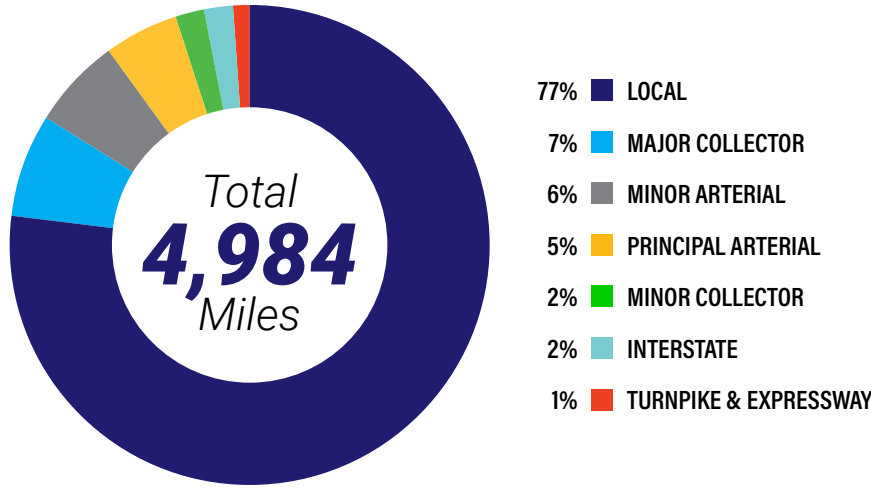 Total
4,984
Miles
77% LOCAL
7% MAJOR COLLECTOR
6% MINOR ARTERIAL
5% PRINCIPAL ARTERIAL
2% MINOR COLLECTOR
2% INTERSTATE
1% TURNPIKE & EXPRESSWAY